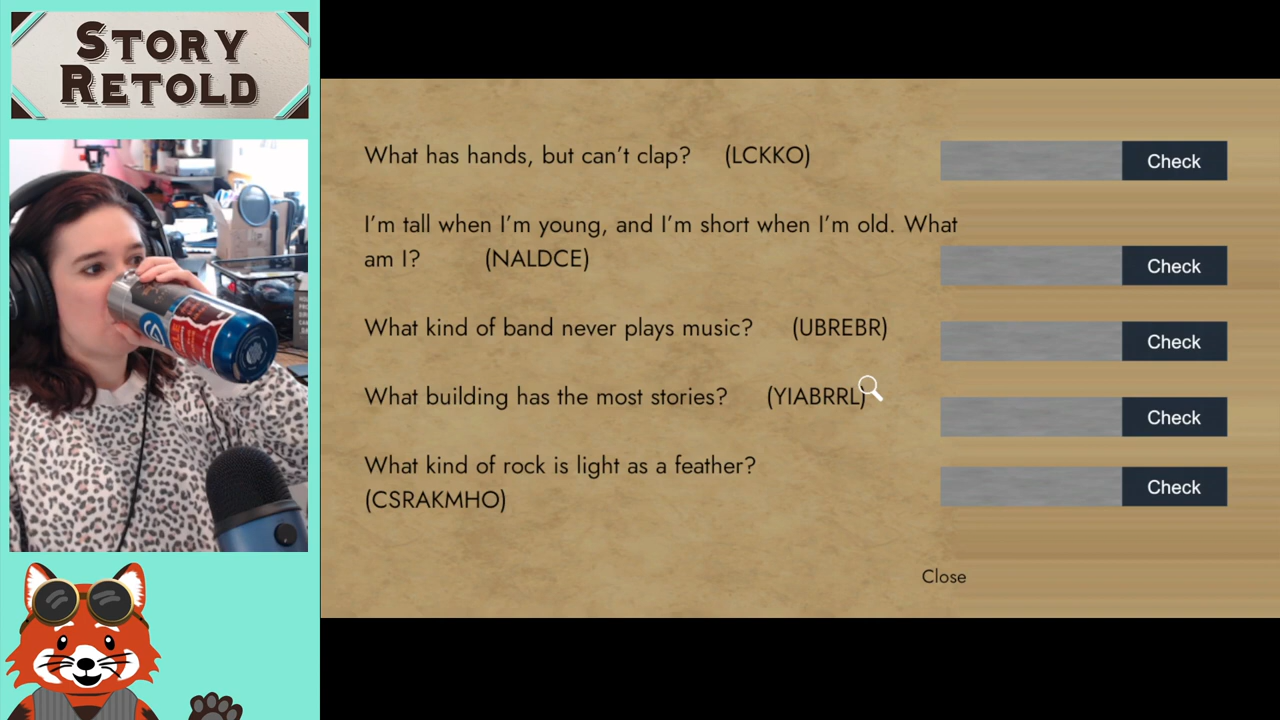 STORY
RETOLD
What has hands, but can't clap? (LCKKO)
Check
I'm tall when I'm young, and I'm short when I'm old. What
am I? (NALDCE)
Check
What kind of band never plays music? (UBREBR)
Check
What building has the most stories? (YIABRRL)
Check
What kind of rock is light as a feather?
(CSRAKMHO)
Check
Close